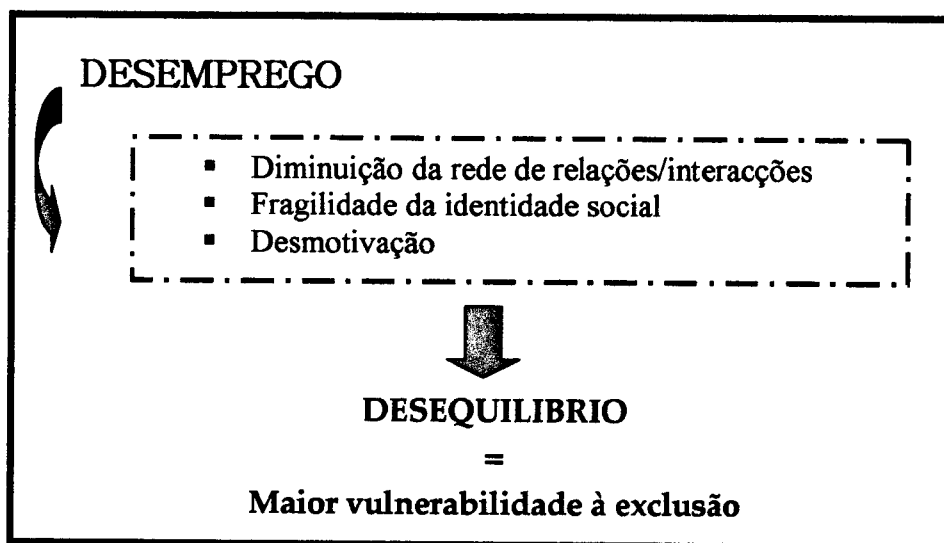 DESEMPREGO
▪ Diminuição da rede de relações/interacções
▪ Fragilidade da identidade social
▪ Desmotivação
DESEQUILIBRIO
=
Maior vulnerabilidade à exclusão